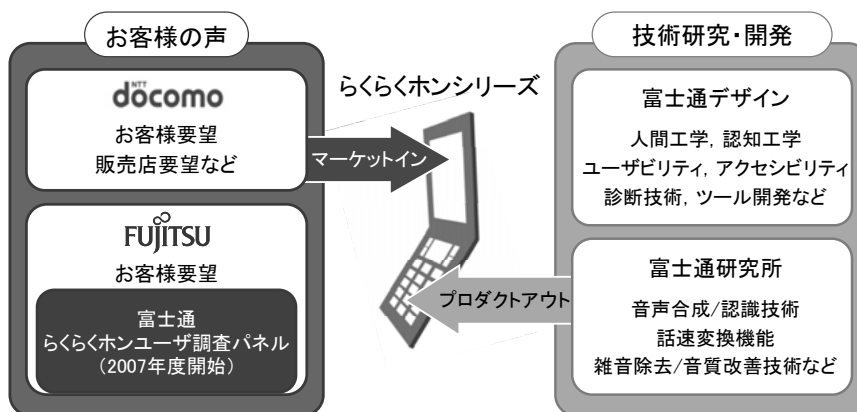 お客様の声
NTT
döcomo
お客様要望
販売店要望など
FUJITSU
お客様要望
富士通
らくらくホンユーザ調査パネル
(2007年度開始)
らくらくホンシリーズ
マーケットイン
プロダクトアウト
技術研究・開発
富士通デザイン
人間工学, 認知工学
ユーザビリティ, アクセシビリティ
診断技術, ツール開発など
富士通研究所
音声合成/認識技術
話速変換機能
雑音除去/音質改善技術など